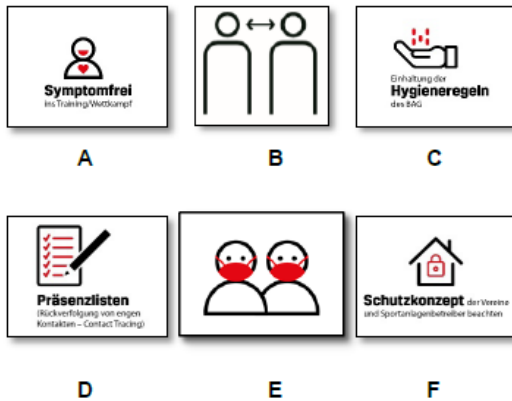 Symptomfrei
ins Training/Wettkampf
Einhaltung der
Hygieneregeln
des BAG
A
B
C
Präsenzlisten
(Rückverfolgung von engen
Kontakten – Contact Tracing)
Schutzkonzept der Vereine
und Sportanlagenbetreiber beachten
D
E
F